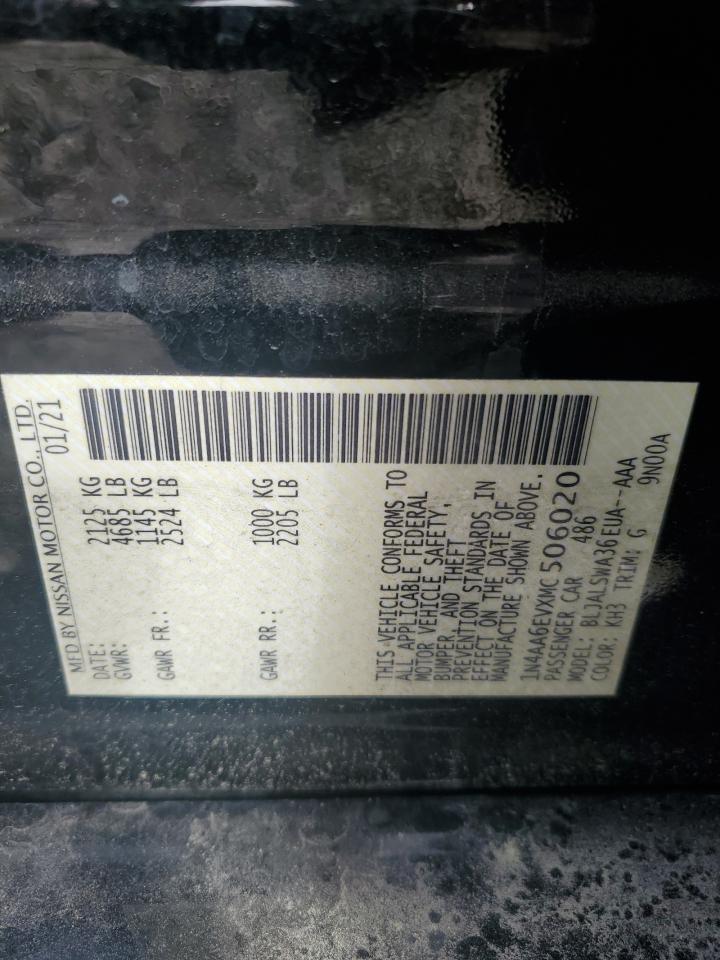 MFD BY NISSAN MOTOR CO., LTD.
DATE: 01/21
GVWR: 2125 KG
4685 LB
GAWR FR.: 1145 KG
2524 LB
GAWR RR.: 1000 KG
2205 LB
THIS VEHICLE CONFORMS TO
ALL APPLICABLE FEDERAL
MOTOR VEHICLE SAFETY,
BUMPER, AND THEFT
PREVENTION STANDARDS IN
EFFECT ON THE DATE OF
MANUFACTURE SHOWN ABOVE.
1N4AA6EVXMC506020
PASSENGER CAR 486
MODEL: BLJALSWA36EUA--AAA
COLOR: KH3 TRIM: G 9N00A